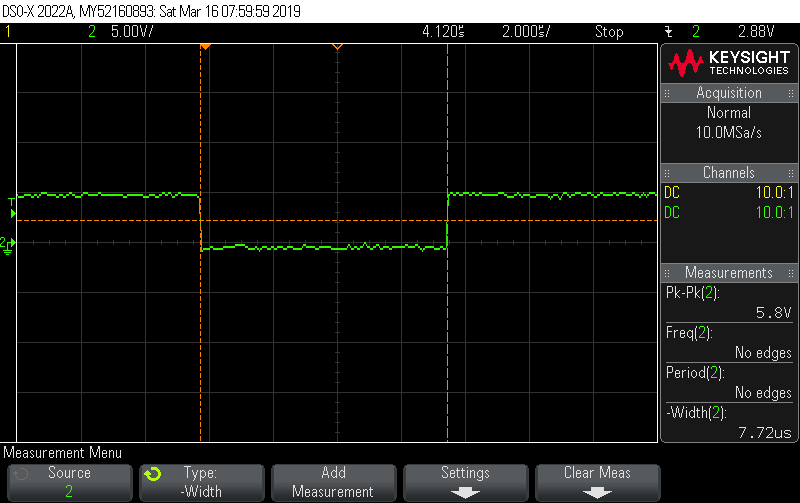 DSO-X 2022A, MY52160893: Sat Mar 16 07:59:59 2019
1 2 5.00V/ 4.120us 2.000us/ Stop 2 2.88V
KEYSIGHT
TECHNOLOGIES
Acquisition
Normal
10.0MSa/s
Channels
DC 10.0:1
DC 10.0:1
Measurements
Pk-Pk(2):
5.8V
Freq(2):
No edges
Period(2):
No edges
-Width(2):
7.72us
T
2
Measurement Menu
Source
2
Type:
-Width
Add
Measurement
Settings
Clear Meas